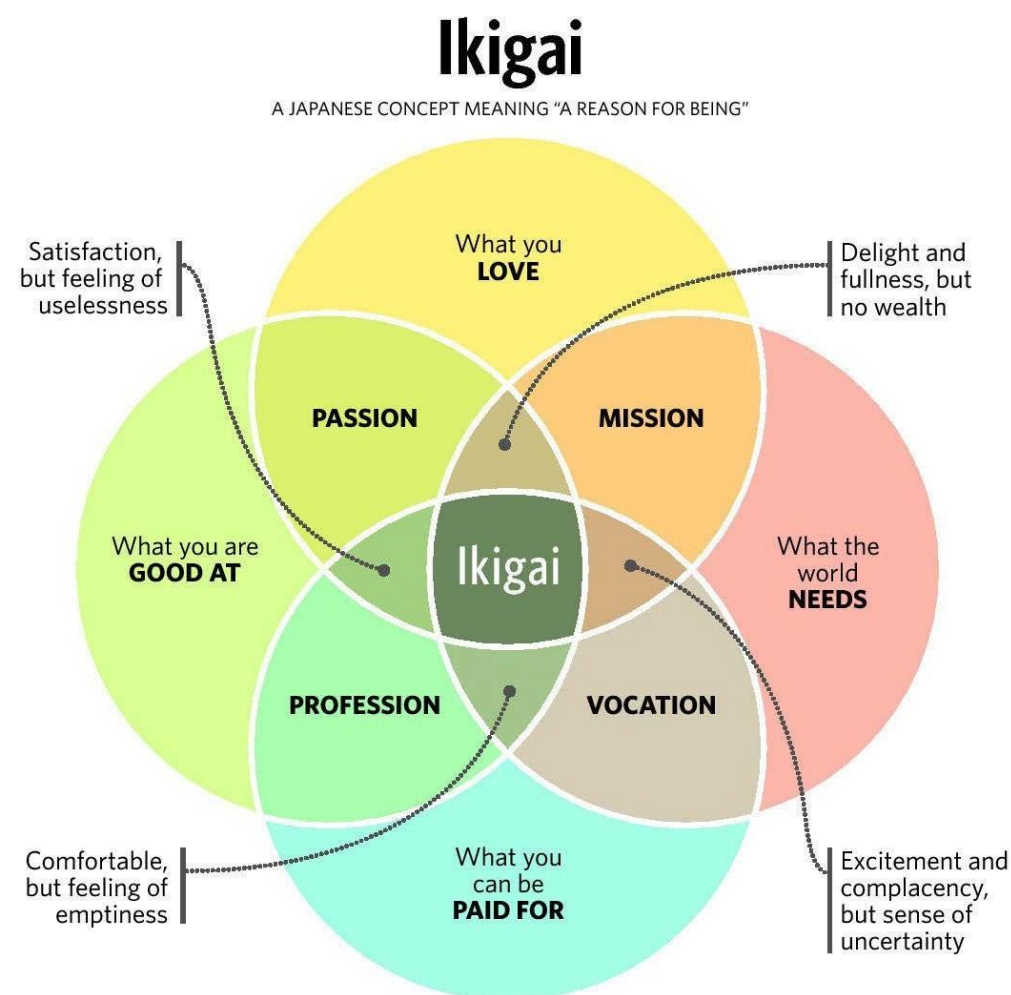 Ikigai
A JAPANESE CONCEPT MEANING “A REASON FOR BEING”
Satisfaction,
but feeling of
uselessness
What you
LOVE
Delight and
fullness, but
no wealth
PASSION
MISSION
What you are
GOOD AT
Ikigai
What the
world
NEEDS
PROFESSION
VOCATION
Comfortable,
but feeling of
emptiness
What you
can be
PAID FOR
Excitement and
complacency,
but sense of
uncertainty